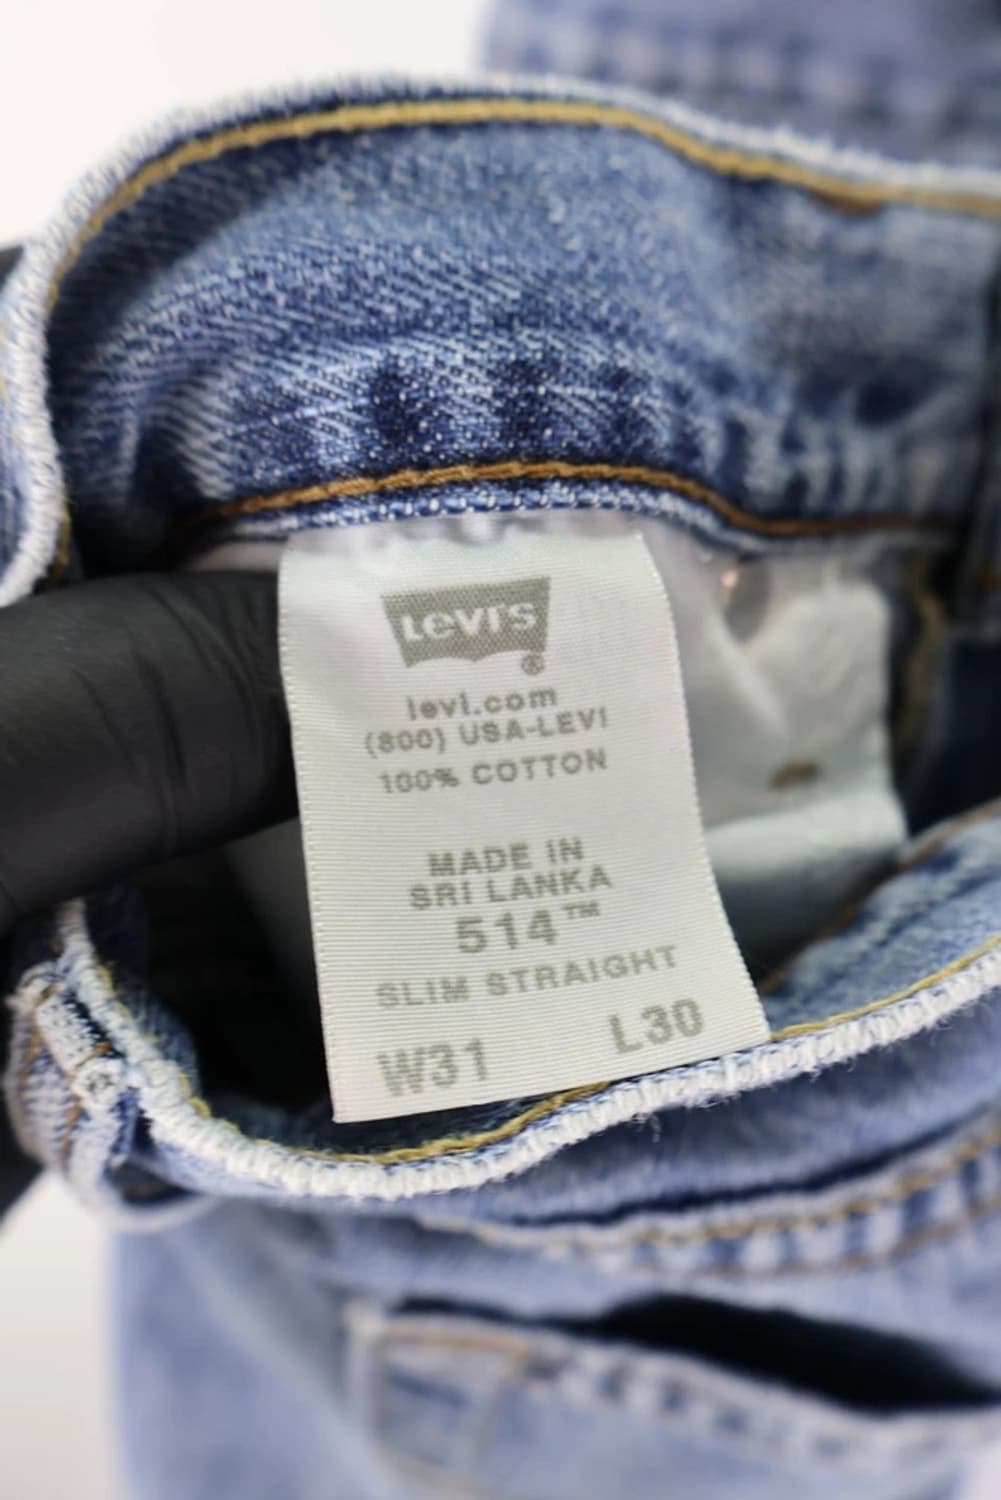 Levi's®
levi.com
(800) USA-LEVI
100% COTTON
MADE IN
SRI LANKA
514™
SLIM STRAIGHT
W31 L30